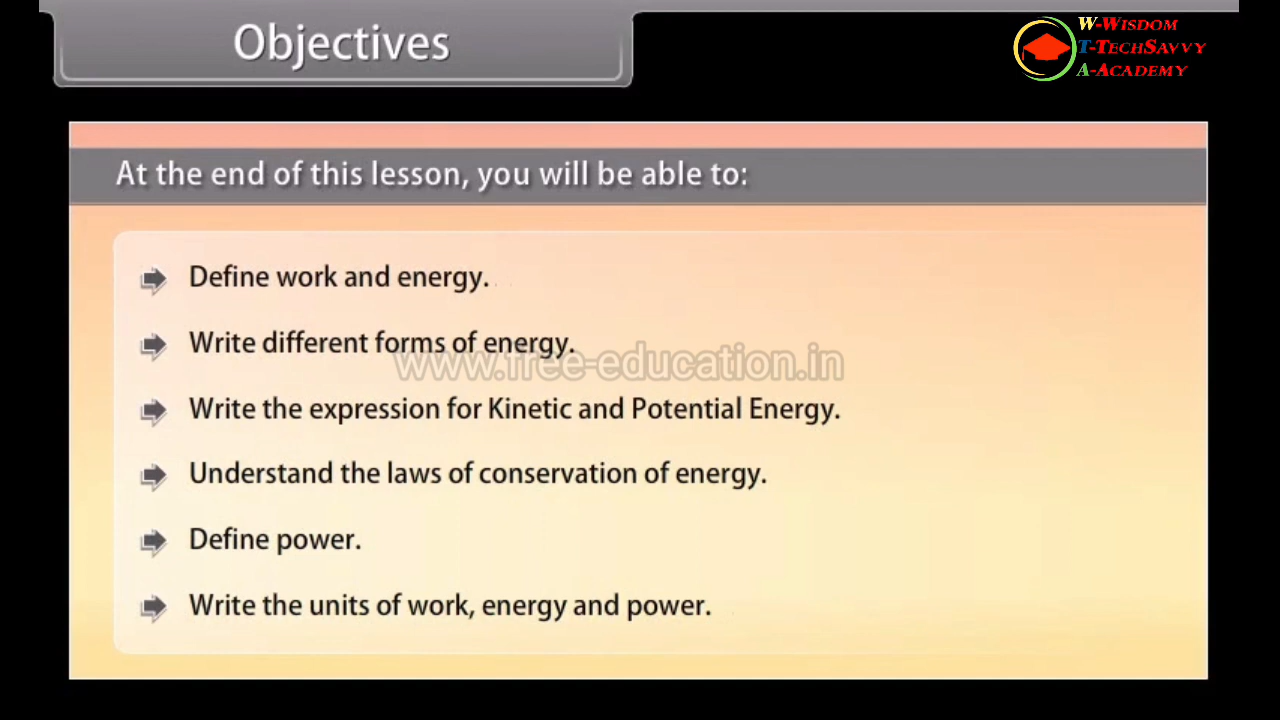 Objectives
W-Wisdom
T-TechSavvy
A-Academy
At the end of this lesson, you will be able to:
Define work and energy.
Write different forms of energy.
www.free-education.in
Write the expression for Kinetic and Potential Energy.
Understand the laws of conservation of energy.
Define power.
Write the units of work, energy and power.